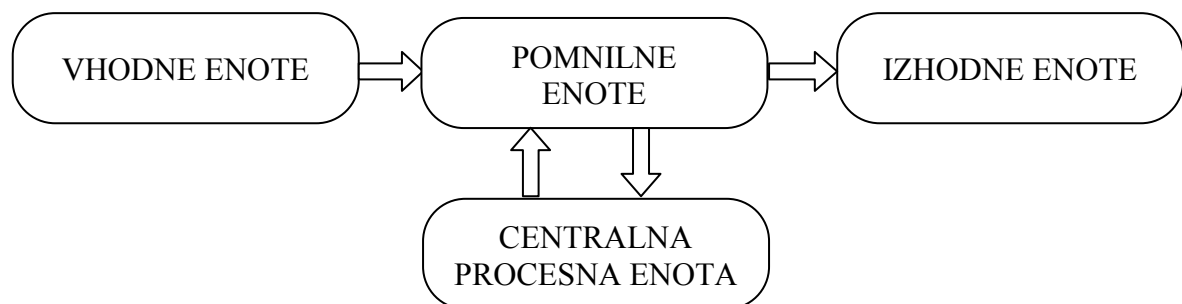 VHODNE ENOTE
POMNILNE
ENOTE
IZHODNE ENOTE
CENTRALNA
PROCESNA ENOTA